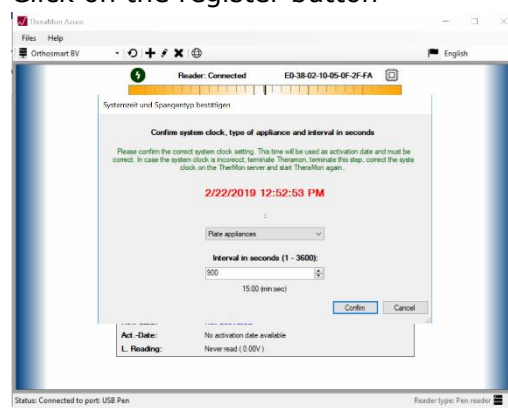 Click on the register button
TheraMon Azuro
Files Help
Orthosmart BV
English
Reader: Connected E0-38-02-10-05-0F-2F-FA
Systemzeit und Spangentyp bestätigen
Confirm system clock, type of appliance and interval in seconds
Please confirm the correct system clock setting. This time will be used as activation date and must be
correct. In case the system clock is incorecct, terminate Theramon, terminate this step, correct the syste
clock on the TherMon server and start TheraMon again..
2/22/2019 12:52:53 PM
:
Plate appliances
Interval in seconds (1 - 3600):
900
15:00 (min:sec)
Confirm Cancel
Act.-Date: No activation date available
L. Reading: Never read ( 0.00V )
Status: Connected to port: USB Pen Reader type: Pen reader